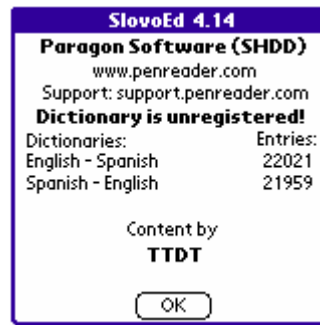 SlovoEd 4.14
Paragon Software (SHDD)
www.penreader.com
Support: support.penreader.com
Dictionary is unregistered!
Dictionaries: Entries:
English - Spanish 22021
Spanish - English 21959
Content by
TTDT
OK